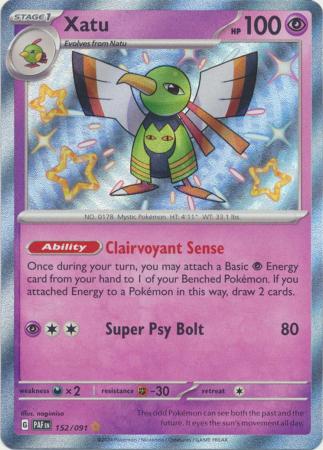 STAGE 1
Xatu
HP 100
Evolves from Natu
NO. 0178 Mystic Pokémon HT: 4'11" WT: 33.1 lbs.
Ability Clairvoyant Sense
Once during your turn, you may attach a Basic Energy
card from your hand to 1 of your Benched Pokémon. If you
attached Energy to a Pokémon in this way, draw 2 cards.
Super Psy Bolt 80
weakness ×2 resistance -30 retreat
illus. nagimiso
G PAF EN 152/091
This odd Pokémon can see both the past and the
future. It watches the sun's movement all day.
©2024 Pokémon / Nintendo / Creatures / GAME FREAK